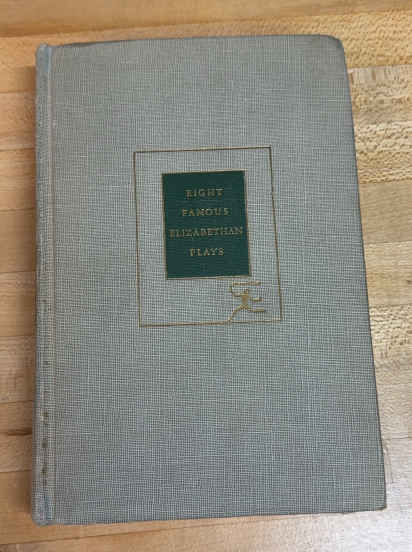 EIGHT
FAMOUS
ELIZABETHAN
PLAYS